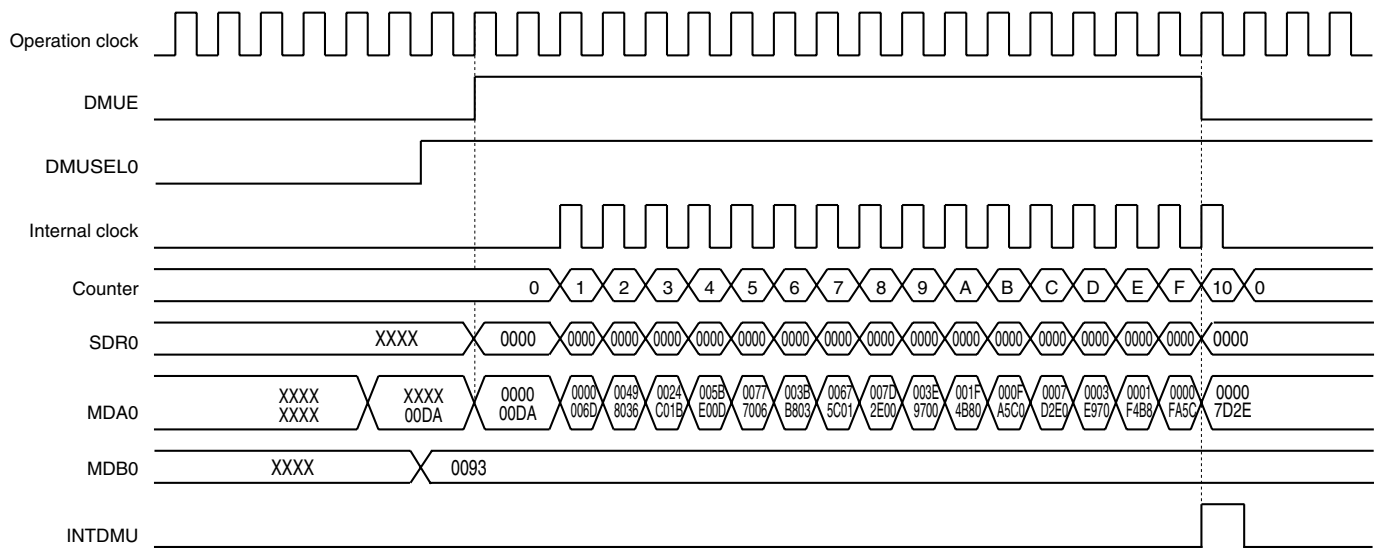 Operation clock
DMUE
DMUSEL0
Internal clock
Counter 0 1 2 3 4 5 6 7 8 9 A B C D E F 10 0
SDR0 XXXX 0000 0000 0000 0000 0000 0000 0000 0000 0000 0000 0000 0000 0000 0000 0000 0000 0000
XXXX XXXX 0000 0000 0049 0024 005B 0077 003B 0067 007D 003E 001F 000F 0007 0003 0001 0000 0000
MDA0 XXXX 00DA 00DA 006D 8036 C01B E00D 7006 B803 5C01 2E00 9700 4B80 A5C0 D2E0 E970 F4B8 FA5C 7D2E
MDB0 XXXX 0093
INTDMU